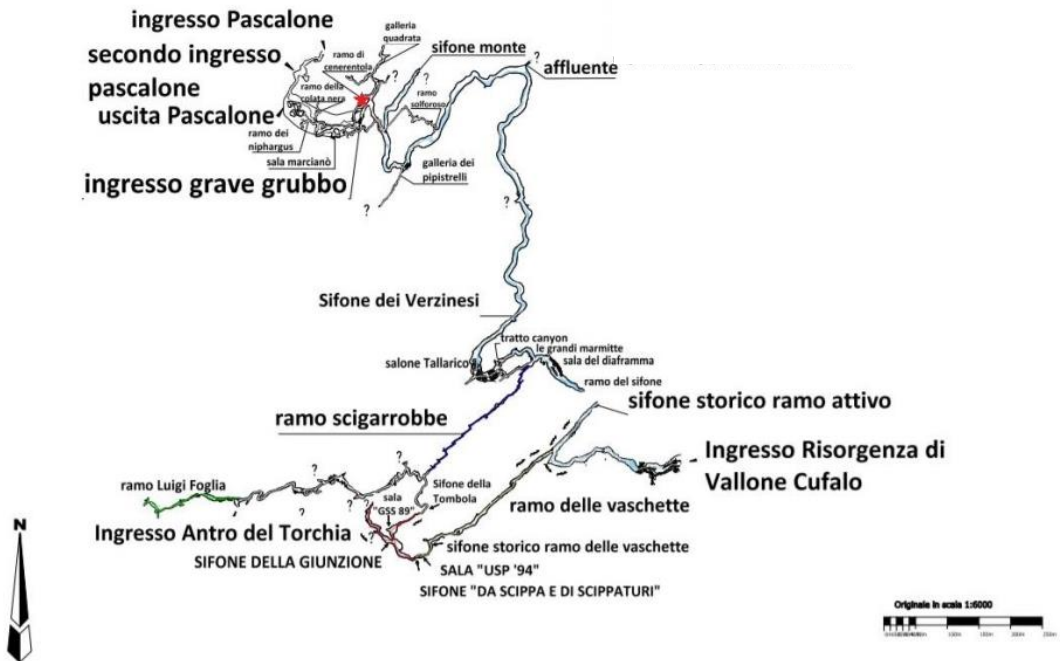 ingresso Pascalone
secondo ingresso
pascalone
uscita Pascalone
galleria
quadrata
ramo di
cenerentola
ramo della
colata nera
ramo dei
niphargus
sala marcianò
ingresso grave grubbo
?
sifone monte
?
ramo
solforoso
galleria dei
pipistrelli
?
?
affluente
?
Sifone dei Verzinesi
tratto canyon
le grandi marmitte
sala del diaframma
salone Tallarico
ramo del sifone
sifone storico ramo attivo
ramo scigarrobbe
Ingresso Risorgenza di
Vallone Cufalo
?
?
ramo Luigi Foglia
sala
"GSS 89"
Sifone della
Tombola
ramo delle vaschette
?
?
?
Ingresso Antro del Torchia
SIFONE DELLA GIUNZIONE
sifone storico ramo delle vaschette
SALA "USP '94"
SIFONE "DA SCIPPA E DI SCIPPATURI"
N
Originale in scala 1:5000
100m
150m
200m
250m